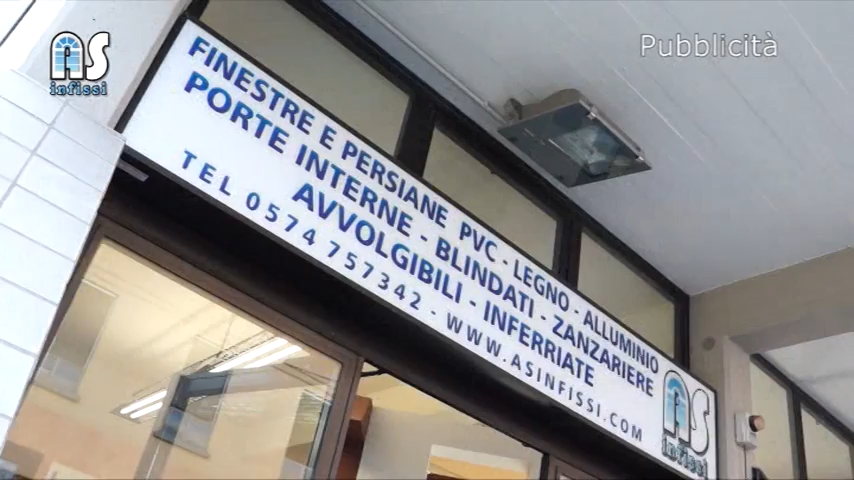 AS
infissi
Pubblicità
FINESTRE E PERSIANE PVC - LEGNO - ALLUMINIO
PORTE INTERNE - BLINDATI - ZANZARIERE
AVVOLGIBILI - INFERRIATE
TEL 0574 757342 - WWW.ASINFISSI.COM
AS
infissi